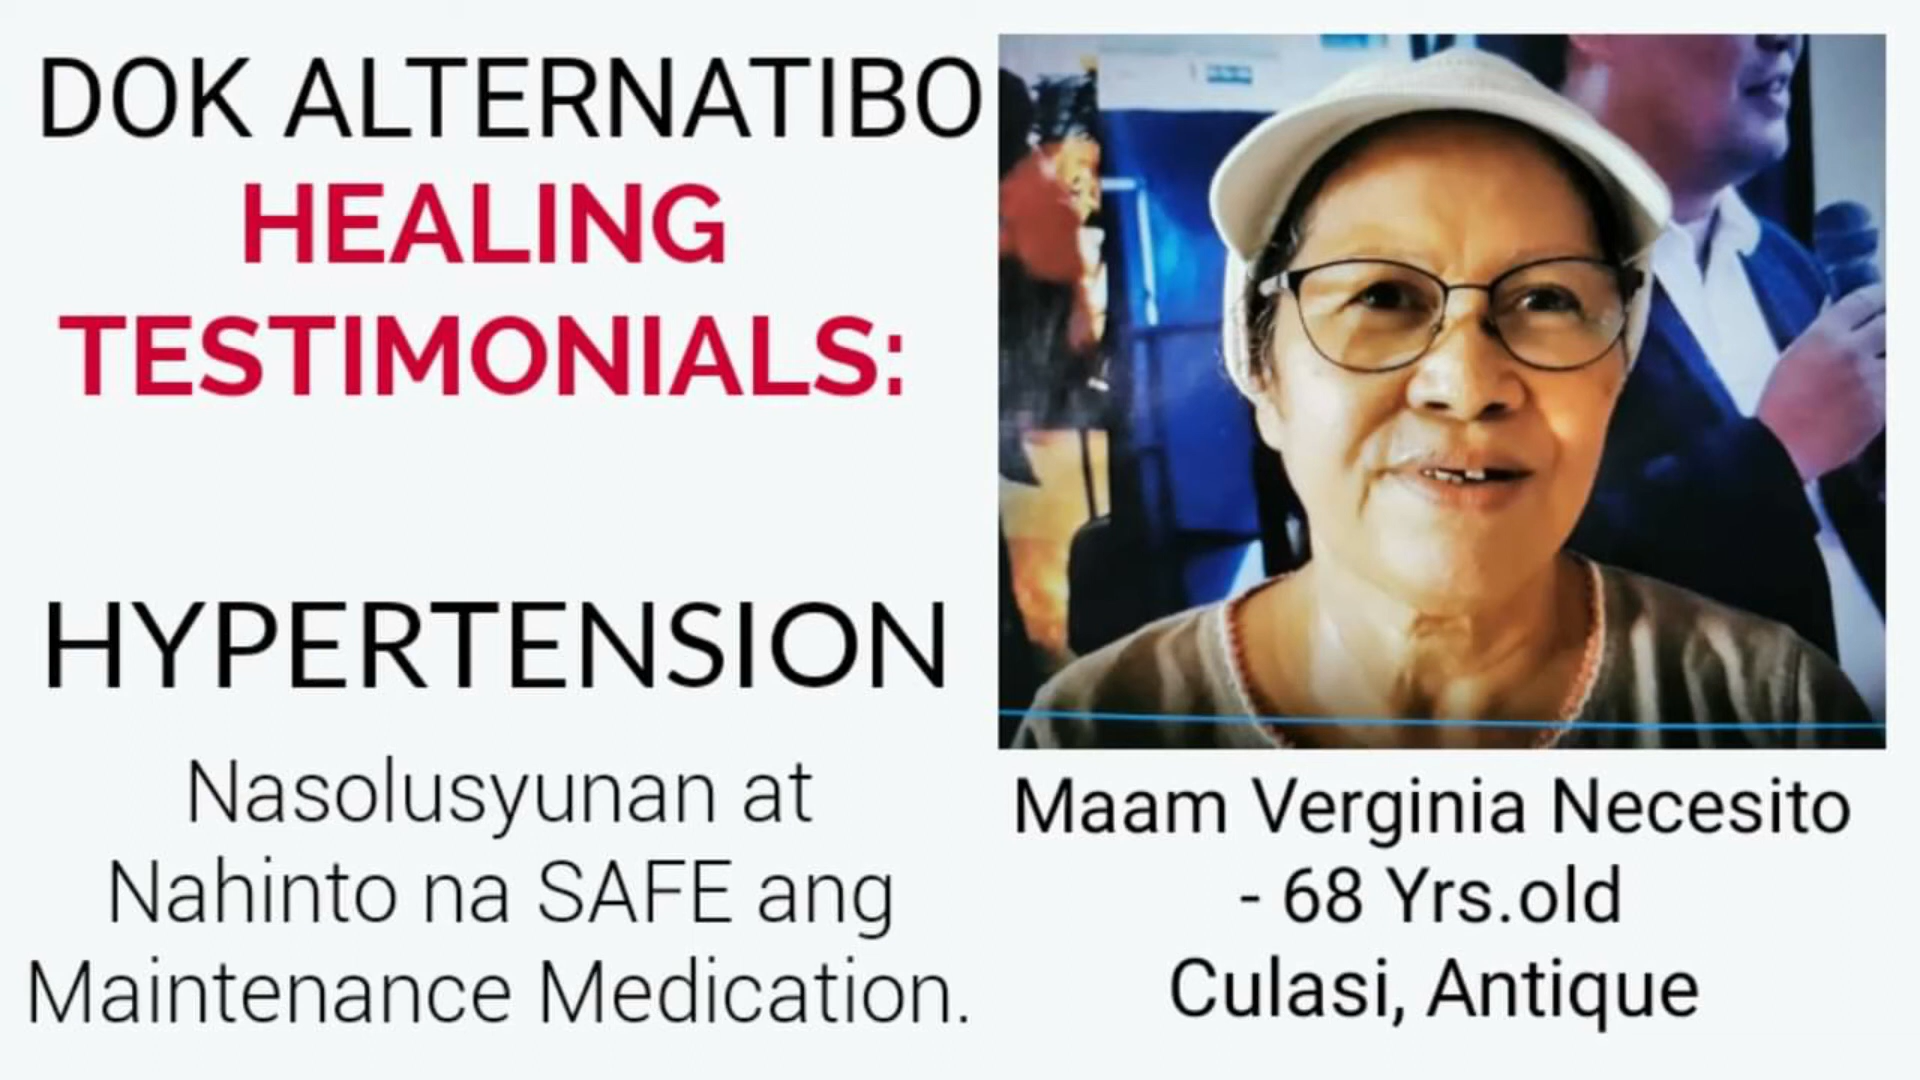 DOK ALTERNATIBO
HEALING
TESTIMONIALS:
HYPERTENSION
Nasolusyunan at
Nahinto na SAFE ang
Maintenance Medication.
Maam Verginia Necesito
- 68 Yrs.old
Culasi, Antique